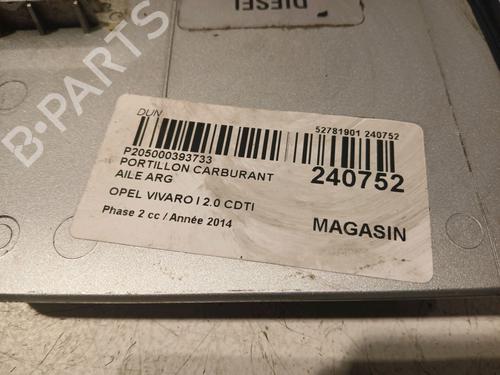 DIESEL
B-PARTS
DUN
52781901 240752
P205000393733
PORTILLON CARBURANT
240752
AILE ARG
OPEL VIVARO I 2.0 CDTI
Phase 2 cc / Année 2014
MAGASIN